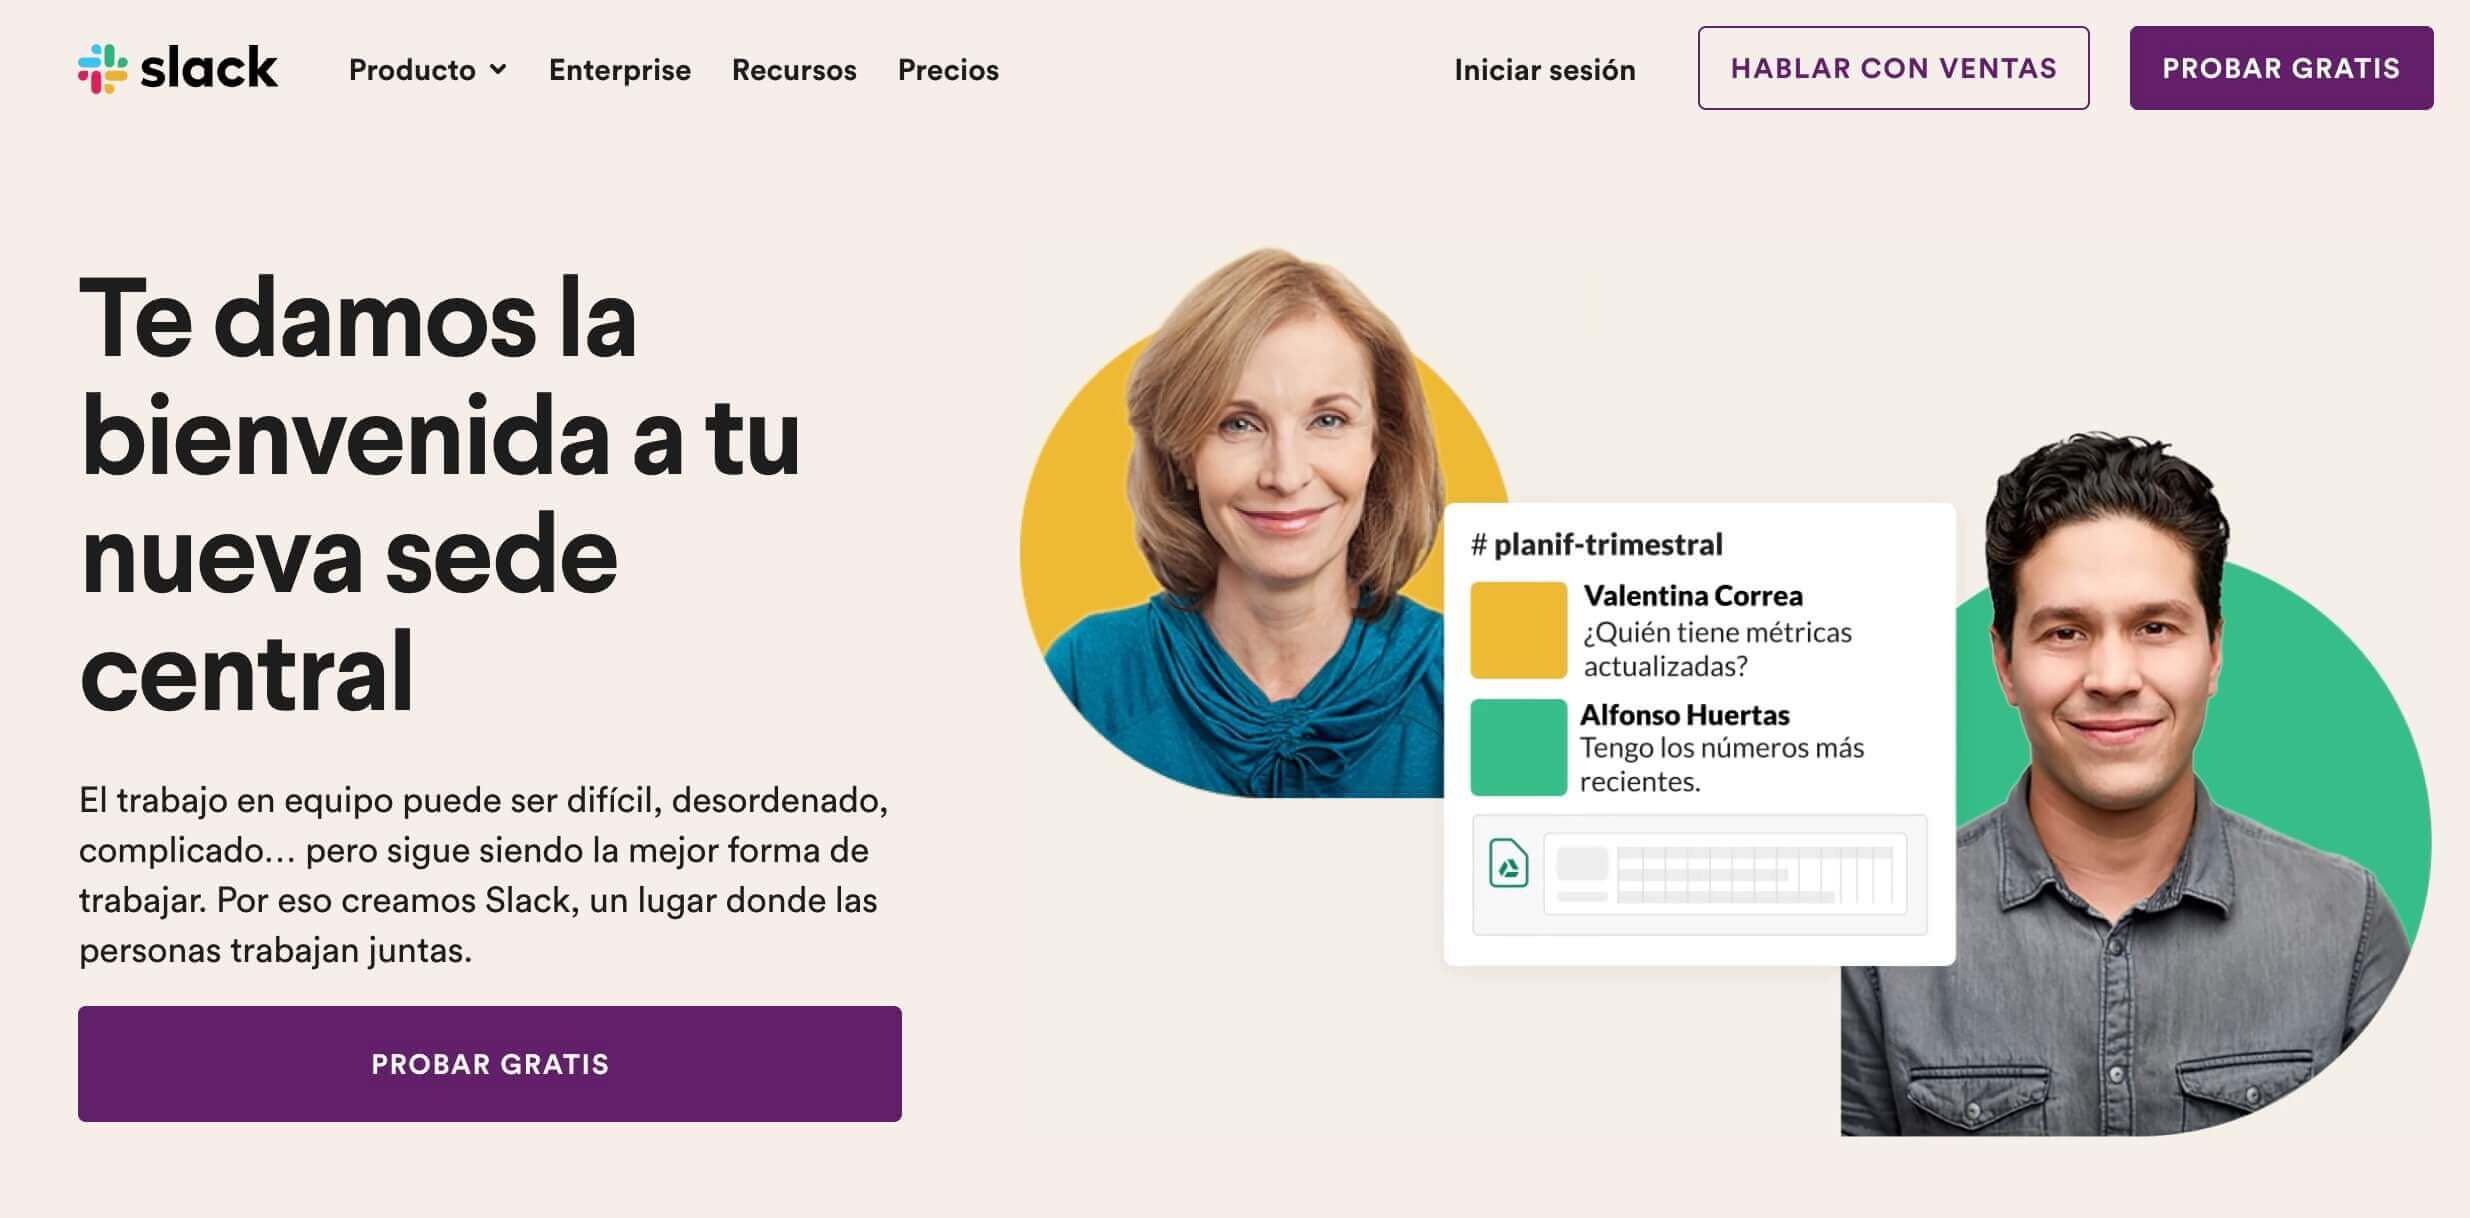 slack
Producto
Enterprise
Recursos
Precios
Iniciar sesión
HABLAR CON VENTAS
PROBAR GRATIS
Te damos la
bienvenida a tu
nueva sede
central
El trabajo en equipo puede ser difícil, desordenado,
complicado… pero sigue siendo la mejor forma de
trabajar. Por eso creamos Slack, un lugar donde las
personas trabajan juntas.
PROBAR GRATIS
# planif-trimestral
Valentina Correa
¿Quién tiene métricas
actualizadas?
Alfonso Huertas
Tengo los números más
recientes.